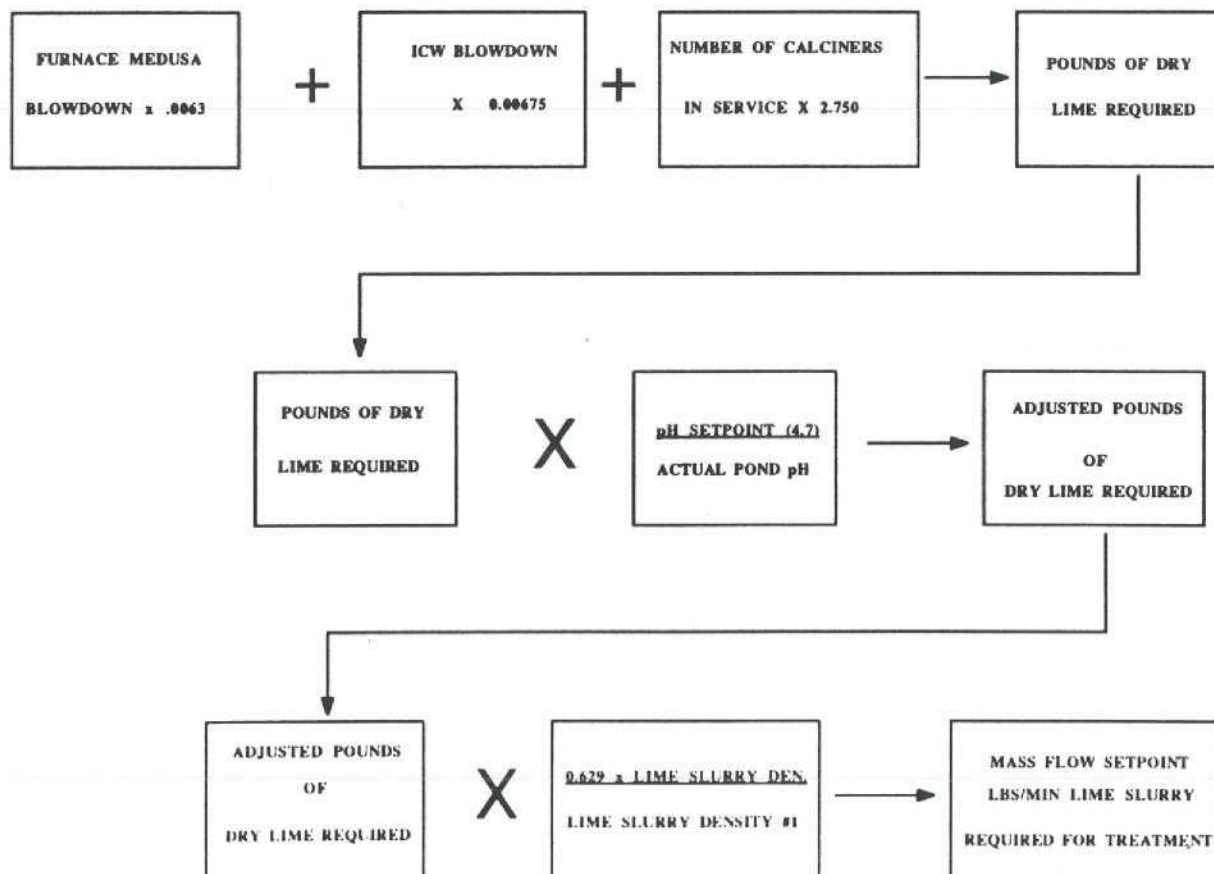 FURNACE MEDUSA
BLOWDOWN x .0063
+
ICW BLOWDOWN
X 0.00675
+
NUMBER OF CALCINERS
IN SERVICE X 2.750
POUNDS OF DRY
LIME REQUIRED
POUNDS OF DRY
LIME REQUIRED
X
pH SETPOINT (4.7)
ACTUAL POND pH
ADJUSTED POUNDS
OF
DRY LIME REQUIRED
ADJUSTED POUNDS
OF
DRY LIME REQUIRED
X
0.629 x LIME SLURRY DEN.
LIME SLURRY DENSITY #1
MASS FLOW SETPOINT
LBS/MIN LIME SLURRY
REQUIRED FOR TREATMENT